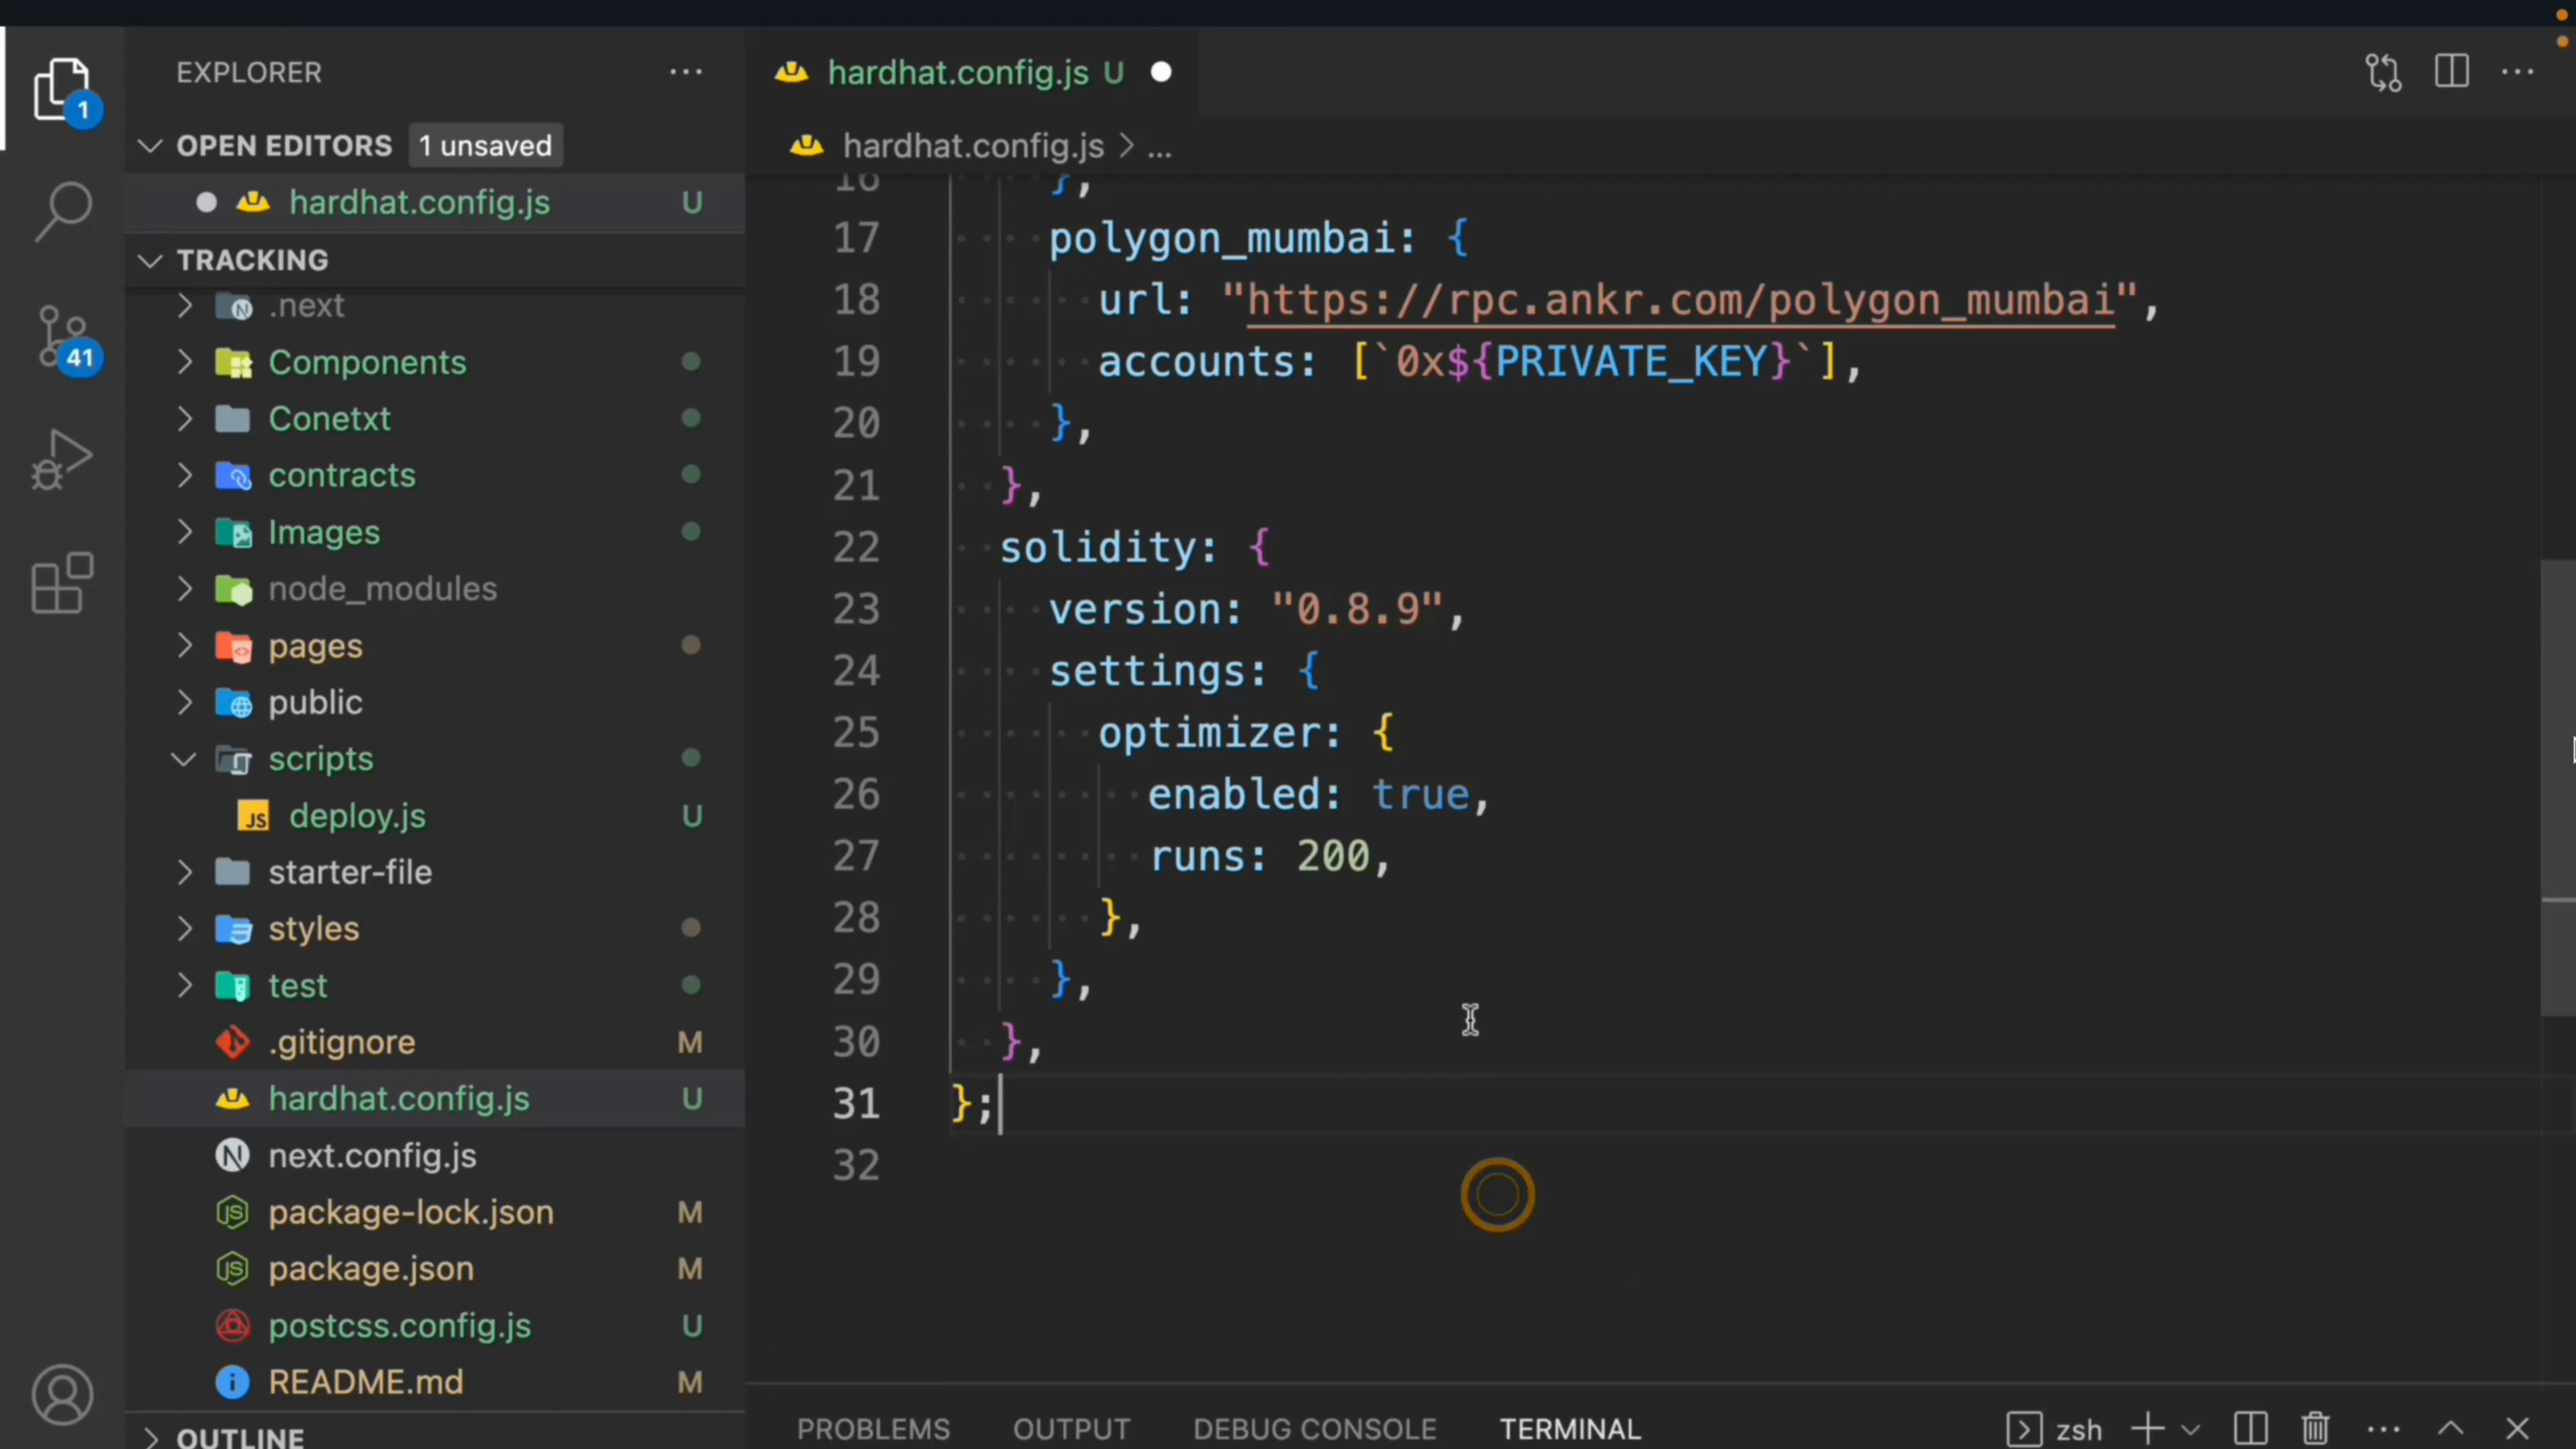 EXPLORER
OPEN EDITORS 1 unsaved
hardhat.config.js U
TRACKING
.next
Components
Conetxt
contracts
Images
node_modules
pages
public
scripts
deploy.js U
starter-file
styles
test
.gitignore M
hardhat.config.js U
next.config.js
package-lock.json M
package.json M
postcss.config.js U
README.md M
OUTLINE
1
41
hardhat.config.js U
hardhat.config.js > ...
16 },
17 polygon_mumbai: {
18 url: "https://rpc.ankr.com/polygon_mumbai",
19 accounts: [`0x${PRIVATE_KEY}`],
20 },
21 },
22 solidity: {
23 version: "0.8.9",
24 settings: {
25 optimizer: {
26 enabled: true,
27 runs: 200,
28 },
29 },
30 },
31 };
32
PROBLEMS OUTPUT DEBUG CONSOLE TERMINAL zsh